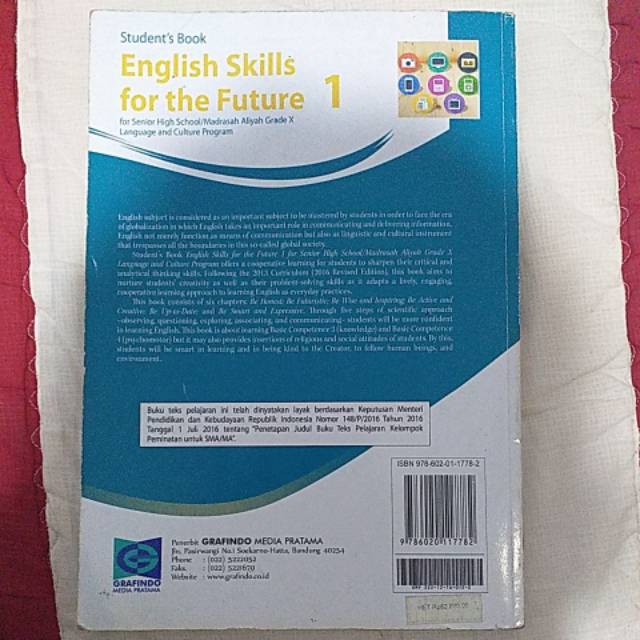 Student's Book
English Skills
for the Future 1
for Senior High School/Madrasah Aliyah Grade X
Language and Culture Program
English subject is considered as an important subject to be mastered by students in order to face the era
of globalization in which English takes an important role in communicating and delivering information.
English not merely function as means of communication but also as linguistic and cultural instrument
that trespasses all the boundaries in this so-called global society.
Student's Book English Skills for the Future 1 for Senior High School/Madrasah Aliyah Grade X
Language and Culture Program offers a cooperative learning for students to sharpen their critical and
analytical thinking skills. Following the 2013 Curriculum (2016 Revised Edition), this book aims to
nurture students' creativity as well as their problem-solving skills as it adapts a lively, engaging,
cooperative learning approach to learning English as everyday practices.
This book consists of six chapters: Be Honest; Be Futuristic; Be Wise and Inspiring; Be Active and
Creative; Be Up-to-Date; and Be Smart and Expressive. Through five steps of scientific approach
-observing, questioning, exploring, associating, and communicating- students will be more confident
in learning English. This book is about learning Basic Competence 3 (knowledge) and Basic Competence
4 (psychomotor) but it may also provides insertions of religious and social attitudes of students. By this,
students will be smart in learning and in being kind to the Creator, to fellow human beings, and
environment.
Buku teks pelajaran ini telah dinyatakan layak berdasarkan Keputusan Menteri
Pendidikan dan Kebudayaan Republik Indonesia Nomor 148/P/2016 Tahun 2016
Tanggal 1 Juli 2016 tentang "Penetapan Judul Buku Teks Pelajaran Kelompok
Peminatan untuk SMA/MA".
ISBN 978-602-01-1778-2
9 786020 117782
GRAFINDO
MEDIA PRATAMA
Penerbit GRAFINDO MEDIA PRATAMA
Jln. Pasirwangi No.1 Soekarno-Hatta, Bandung 40254
Phone : (022) 5222052
Faks. : (022) 5221670
Website : www.grafindo.co.id